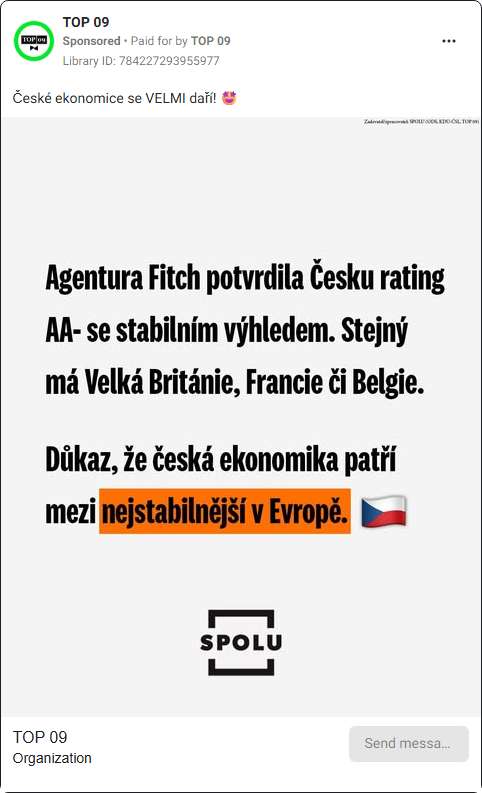 TOP 09
Sponsored • Paid for by TOP 09
Library ID: 784227293955977
České ekonomice se VELMI daří! 🤩
Zadavatel/zpracovatel: SPOLU (ODS, KDU-ČSL, TOP 09)
Agentura Fitch potvrdila Česku rating
AA- se stabilním výhledem. Stejný
má Velká Británie, Francie či Belgie.
Důkaz, že česká ekonomika patří
mezi nejstabilnější v Evropě. 🇨🇿
SPOLU
TOP 09
Organization
Send messa...